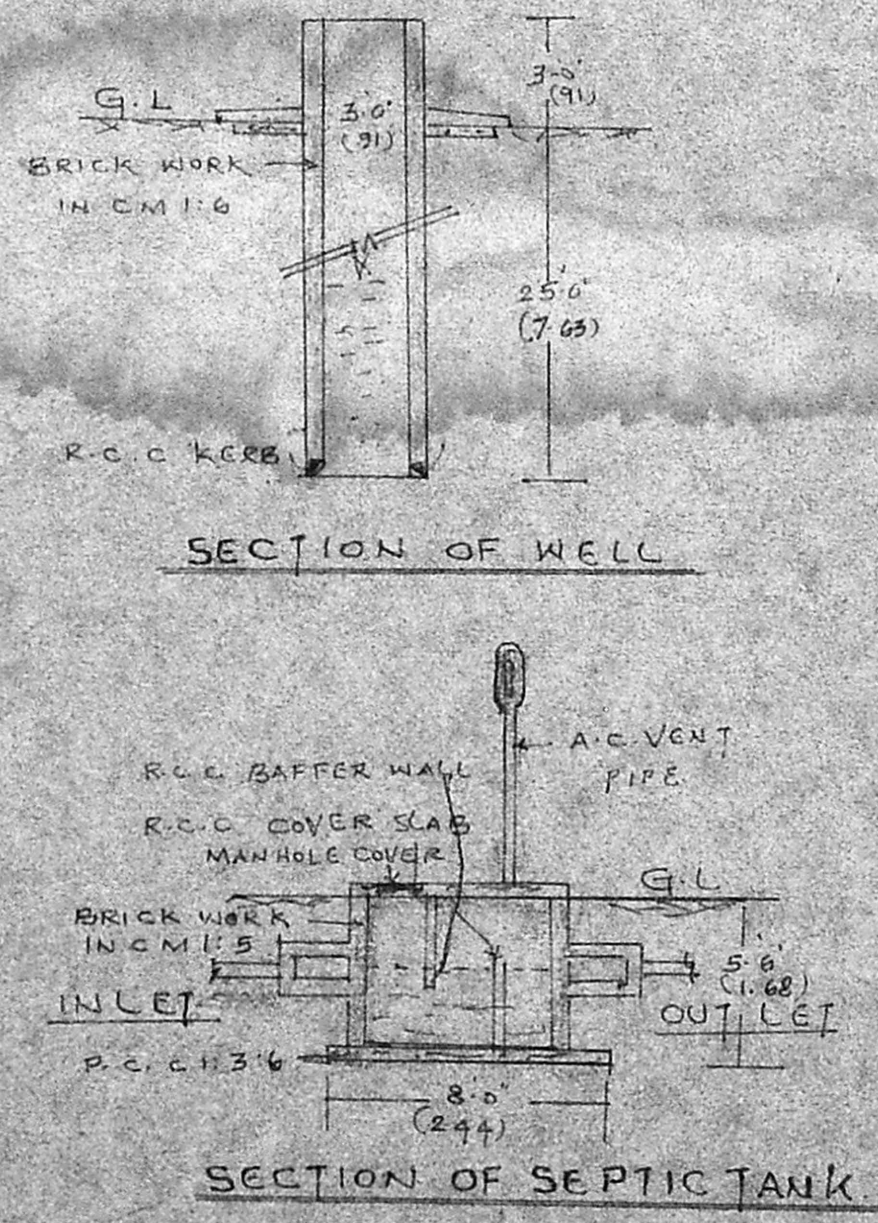 3'-0"
(91)
G.L
3'-0"
(91)
BRICK WORK
IN CM 1:6
25'-0"
(7.63)
R.C.C KERB
SECTION OF WELL
A.C. VENT
PIPE
R.C.C. BAFFER WALL
R.C.C COVER SLAB
MANHOLE COVER
G.L
BRICK WORK
IN CM 1:5
5'-6"
(1.68)
INLET
OUT LET
P.C.C 1:3:6
8'-0"
(244)
SECTION OF SEPTIC TANK